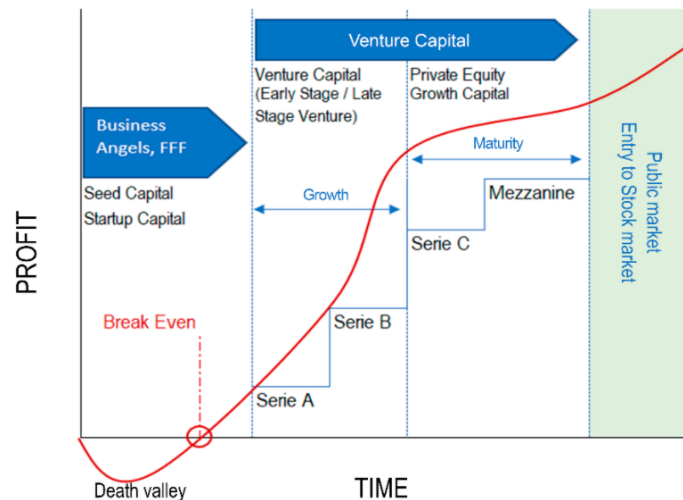 Venture Capital
Business
Angels, FFF
Seed Capital
Startup Capital
Venture Capital
(Early Stage / Late
Stage Venture)
Private Equity
Growth Capital
Growth
Maturity
Mezzanine
Serie C
Serie B
Serie A
Break Even
Death valley
PROFIT
TIME
Public market
Entry to Stock market